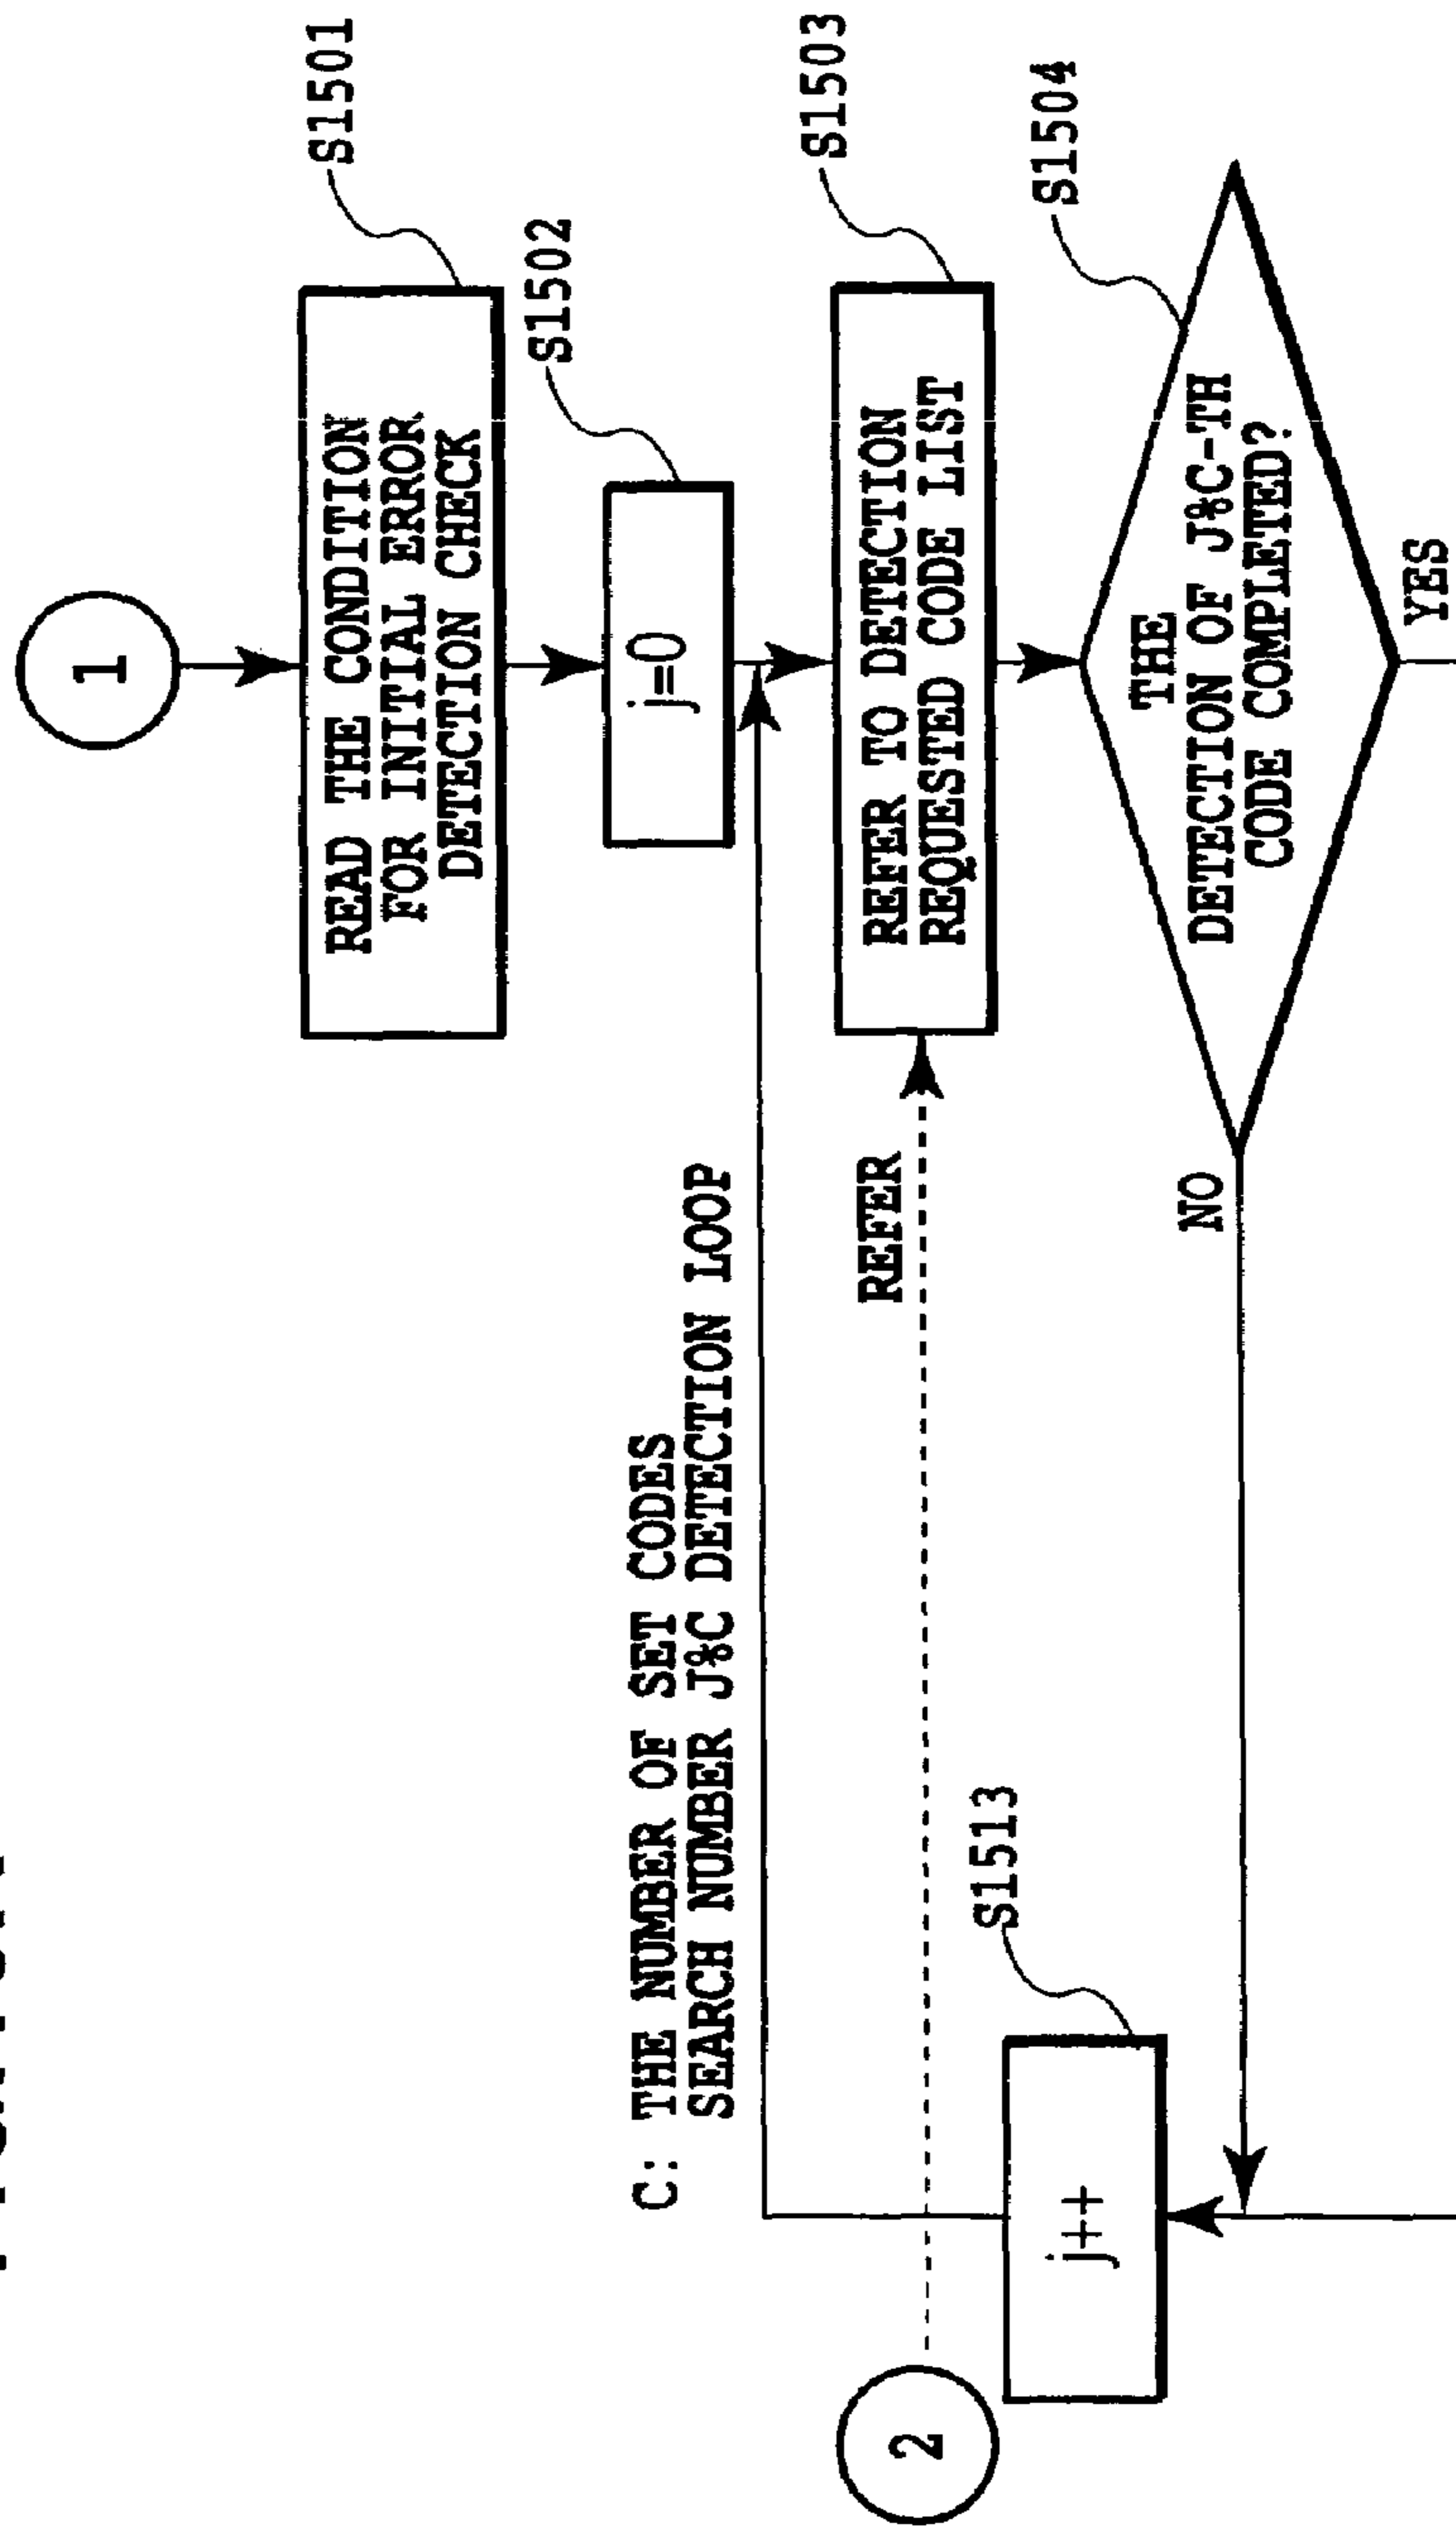 1
S1501
READ THE CONDITION
FOR INITIAL ERROR
DETECTION CHECK
S1502
j=0
C: THE NUMBER OF SET CODES
SEARCH NUMBER J%C DETECTION LOOP
S1503
REFER TO DETECTION
REQUESTED CODE LIST
REFER
2
S1513
j++
S1504
THE
DETECTION OF J%C-TH
CODE COMPLETED?
NO
YES